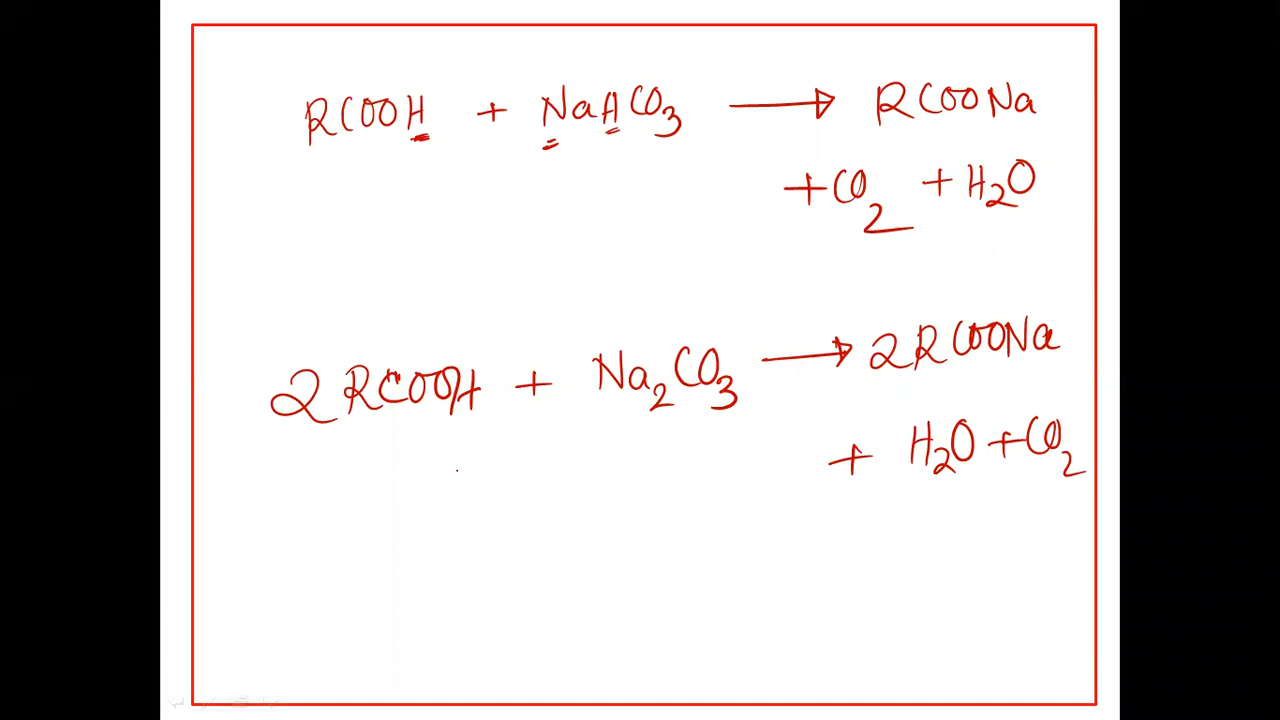 RCOOH + NaHCO3 → RCOONa
+ CO2 + H2O
2RCOOH + Na2CO3 → 2RCOONa
+ H2O + CO2